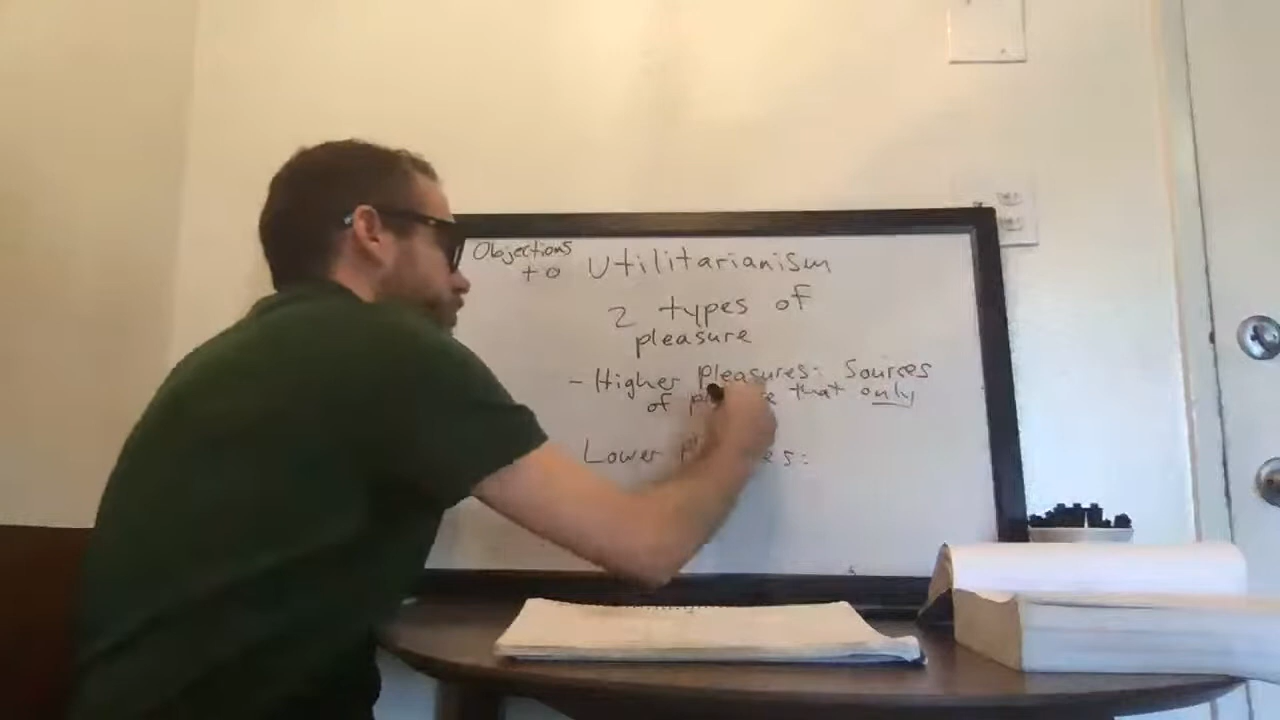 Objections
to Utilitarianism
2 types of
pleasure
- Higher Pleasures: Sources
of that only
Lower